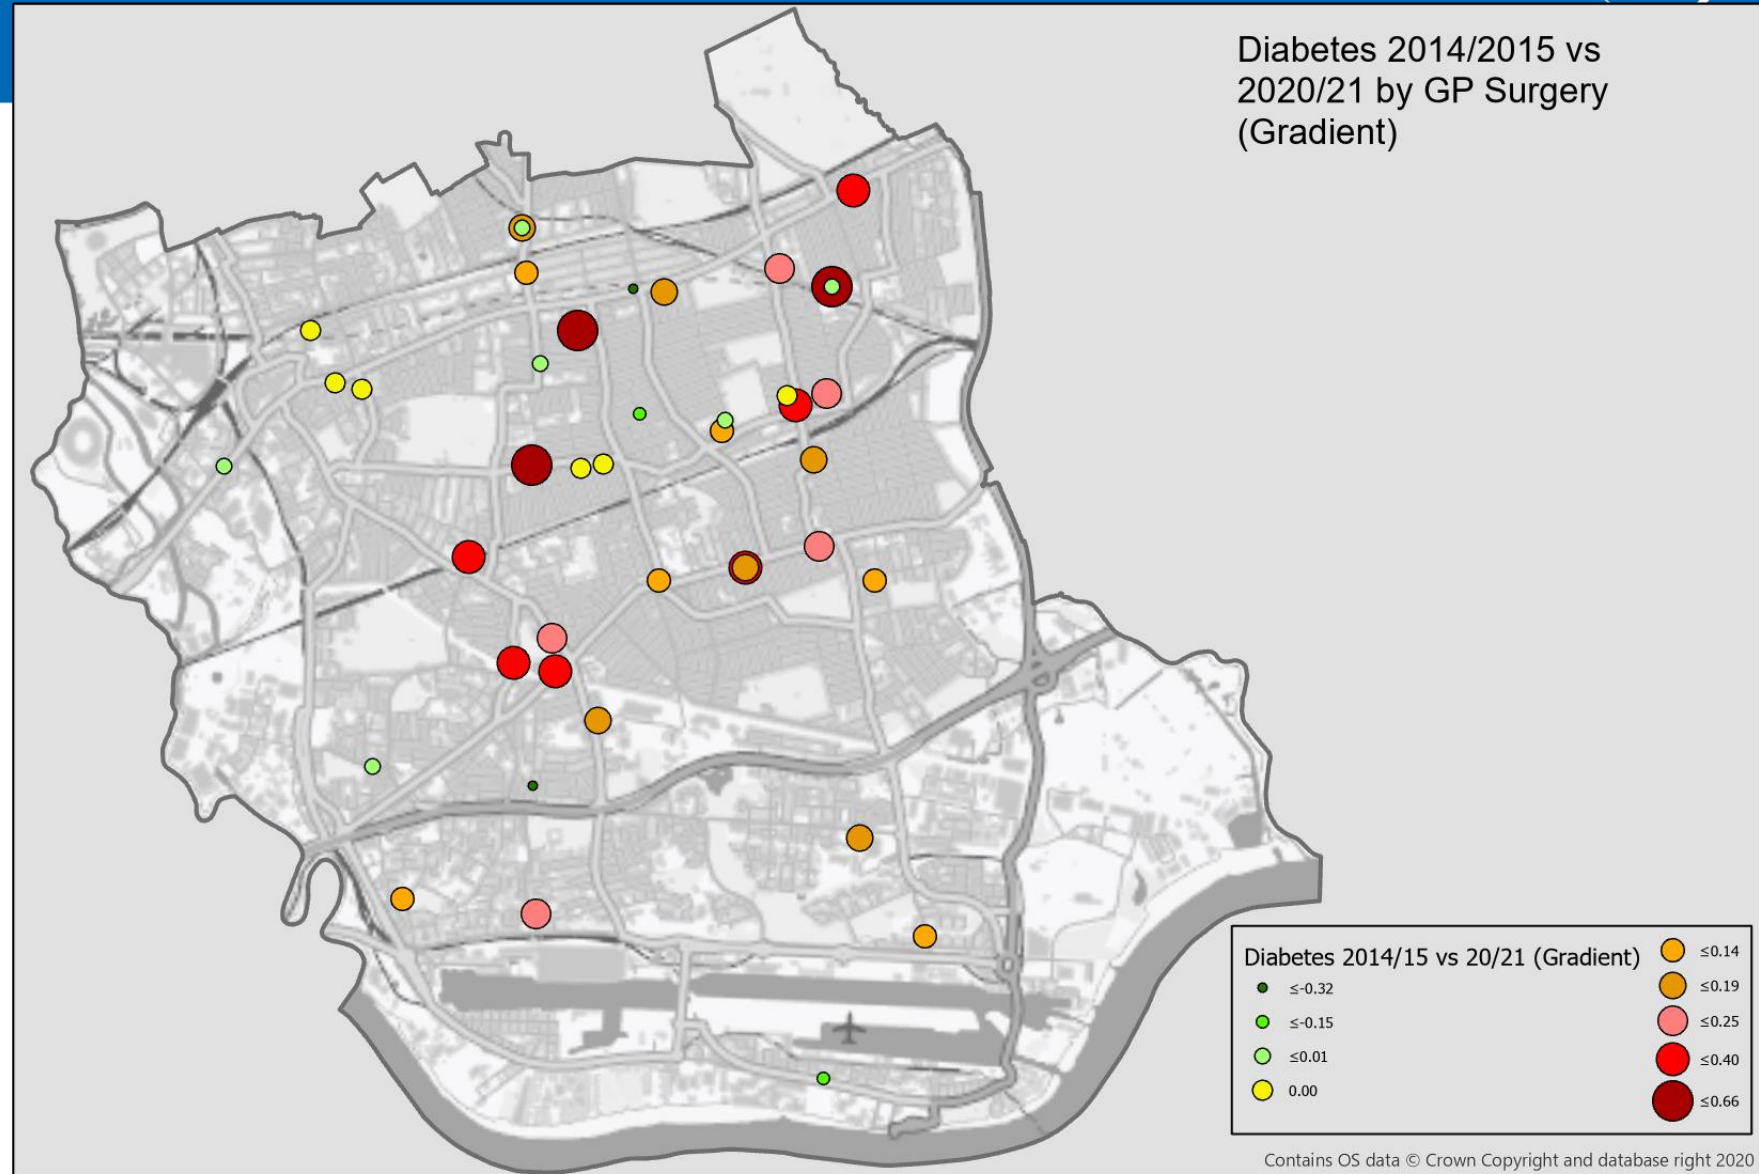 Diabetes 2014/2015 vs
2020/21 by GP Surgery
(Gradient)
Diabetes 2014/15 vs 20/21 (Gradient)
≤-0.32
≤-0.15
≤0.01
0.00
≤0.14
≤0.19
≤0.25
≤0.40
≤0.66
Contains OS data © Crown Copyright and database right 2020